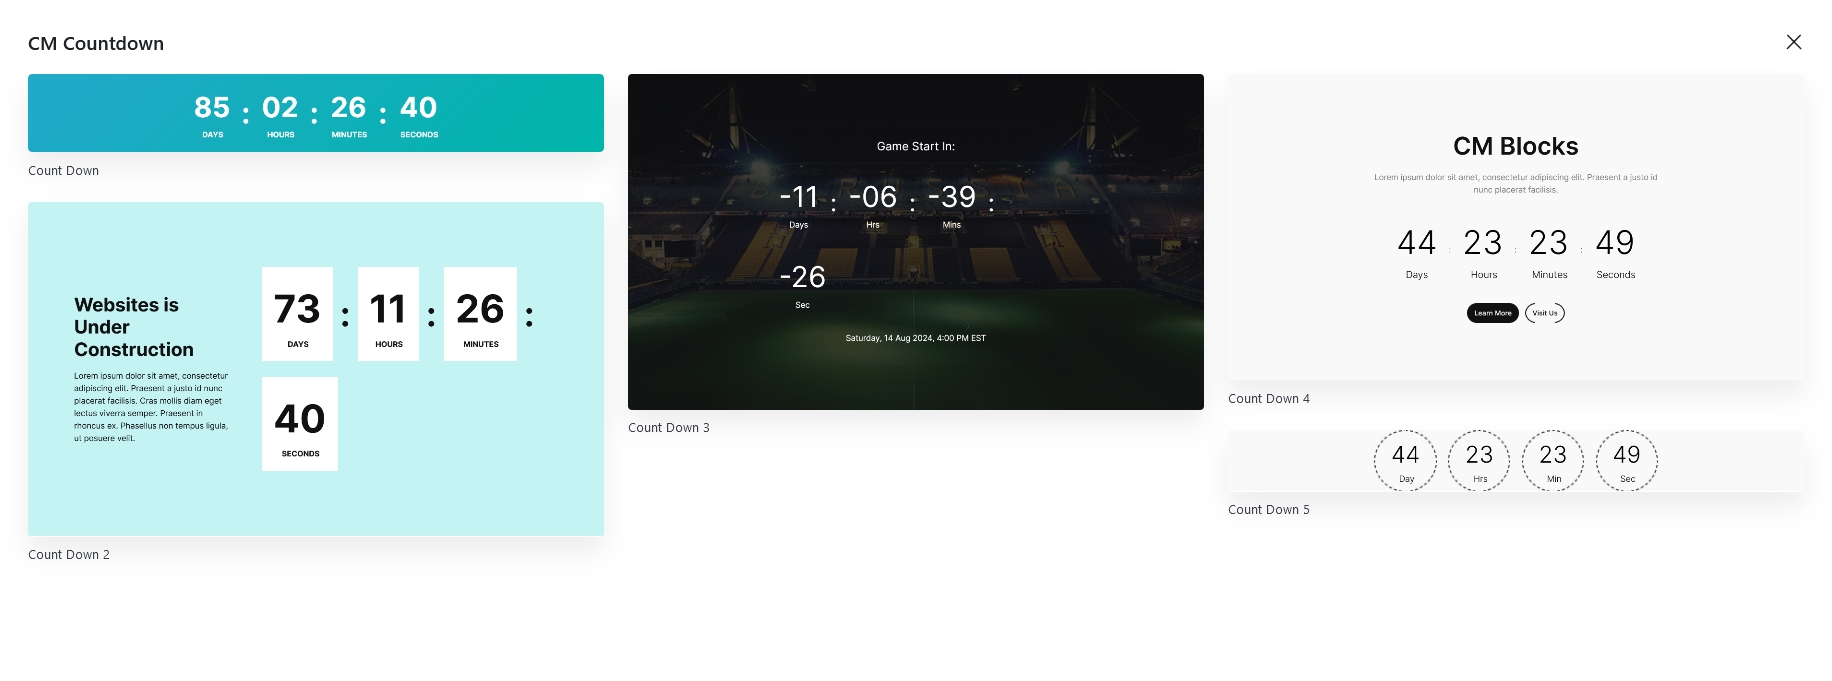 CM Countdown
85 : 02 : 26 : 40
DAYS HOURS MINUTES SECONDS
Count Down
Websites is
Under
Construction
Lorem ipsum dolor sit amet, consectetur
adipiscing elit. Praesent a justo id nunc
placerat facilisis. Cras mollis diam eget
lectus viverra semper. Praesent in
rhoncus ex. Phasellus non tempus ligula,
ut posuere velit.
73 : 11 : 26 :
DAYS HOURS MINUTES
40
SECONDS
Count Down 2
Game Start In:
-11 : -06 : -39 :
Days Hrs Mins
-26
Sec
Saturday, 14 Aug 2024, 4:00 PM EST
Count Down 3
CM Blocks
Lorem ipsum dolor sit amet, consectetur adipiscing elit. Praesent a justo id
nunc placerat facilisis.
44 : 23 : 23 : 49
Days Hours Minutes Seconds
Learn More Visit Us
Count Down 4
44 23 23 49
Day Hrs Min Sec
Count Down 5